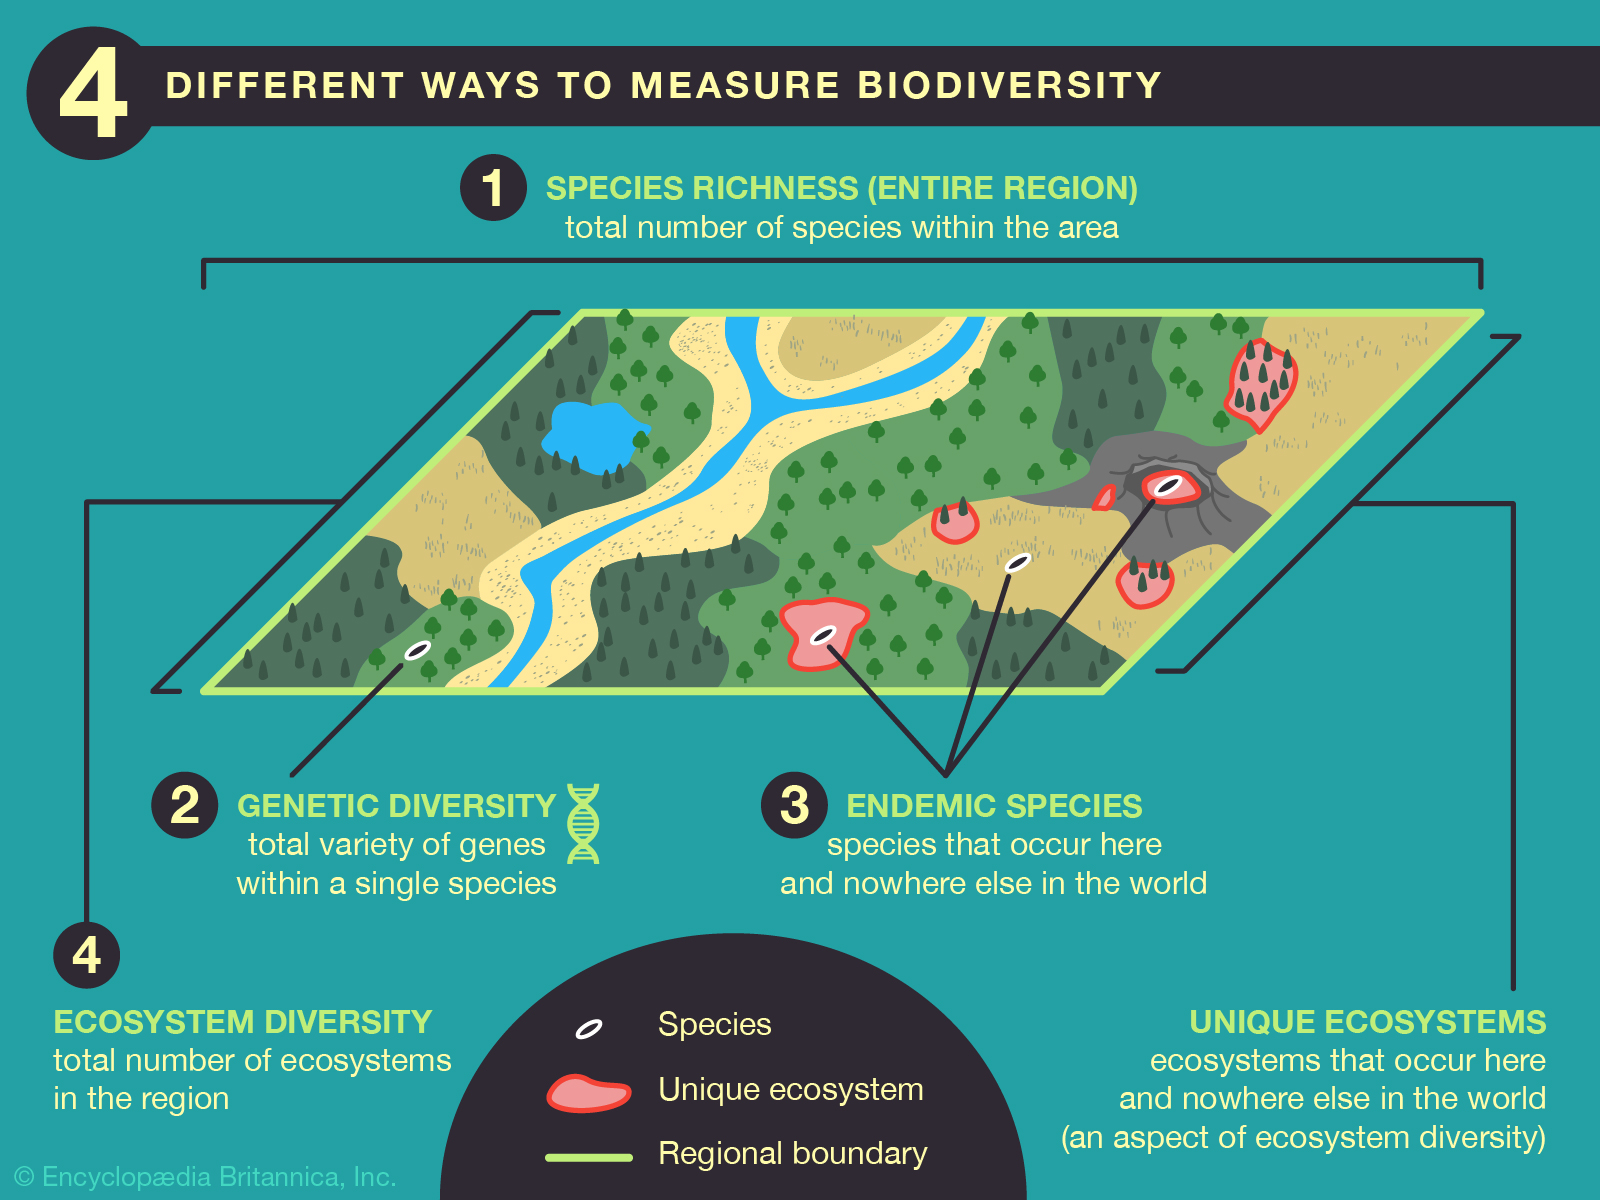 4
DIFFERENT WAYS TO MEASURE BIODIVERSITY
1
SPECIES RICHNESS (ENTIRE REGION)
total number of species within the area
2
GENETIC DIVERSITY
total variety of genes
within a single species
3
ENDEMIC SPECIES
species that occur here
and nowhere else in the world
4
ECOSYSTEM DIVERSITY
total number of ecosystems
in the region
UNIQUE ECOSYSTEMS
ecosystems that occur here
and nowhere else in the world
(an aspect of ecosystem diversity)
Species
Unique ecosystem
Regional boundary
© Encyclopædia Britannica, Inc.